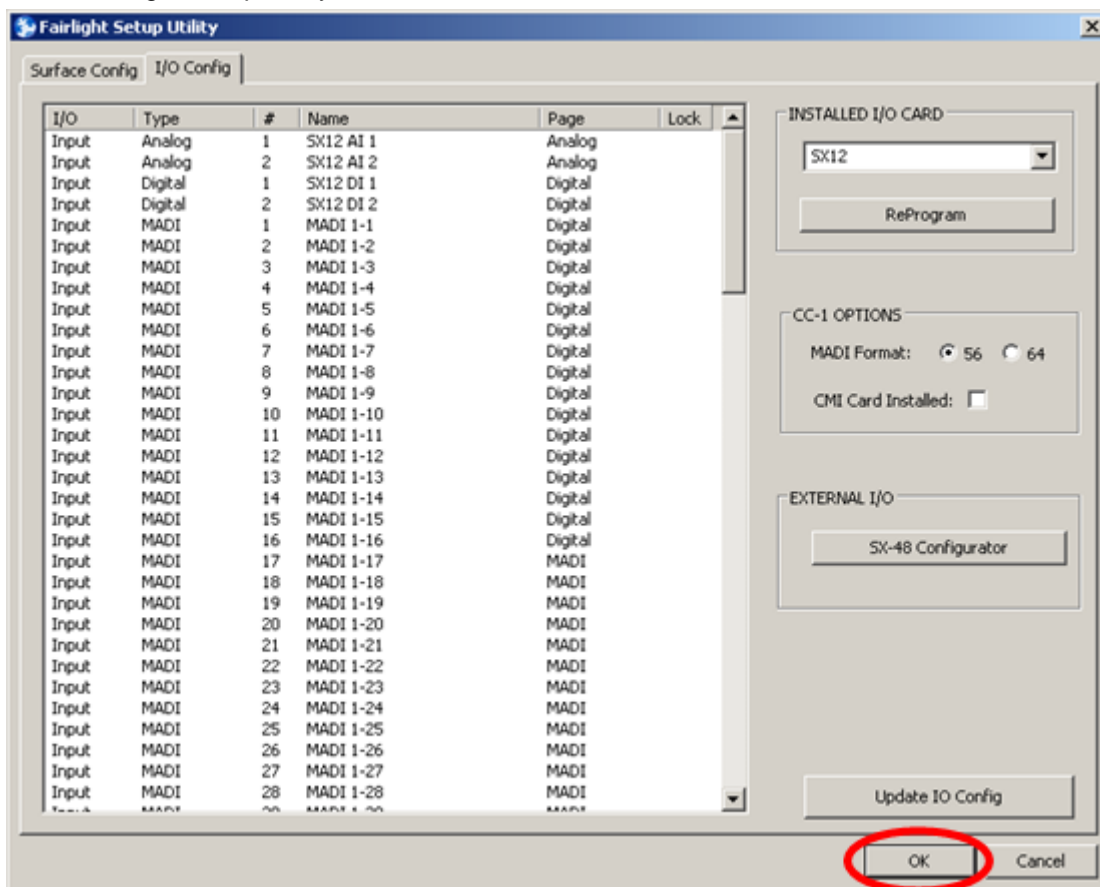 Fairlight Setup Utility
Surface Config I/O Config
I/O Type # Name Page Lock
Input Analog 1 SX12 AI 1 Analog
Input Analog 2 SX12 AI 2 Analog
Input Digital 1 SX12 DI 1 Digital
Input Digital 2 SX12 DI 2 Digital
Input MADI 1 MADI 1-1 Digital
Input MADI 2 MADI 1-2 Digital
Input MADI 3 MADI 1-3 Digital
Input MADI 4 MADI 1-4 Digital
Input MADI 5 MADI 1-5 Digital
Input MADI 6 MADI 1-6 Digital
Input MADI 7 MADI 1-7 Digital
Input MADI 8 MADI 1-8 Digital
Input MADI 9 MADI 1-9 Digital
Input MADI 10 MADI 1-10 Digital
Input MADI 11 MADI 1-11 Digital
Input MADI 12 MADI 1-12 Digital
Input MADI 13 MADI 1-13 Digital
Input MADI 14 MADI 1-14 Digital
Input MADI 15 MADI 1-15 Digital
Input MADI 16 MADI 1-16 Digital
Input MADI 17 MADI 1-17 MADI
Input MADI 18 MADI 1-18 MADI
Input MADI 19 MADI 1-19 MADI
Input MADI 20 MADI 1-20 MADI
Input MADI 21 MADI 1-21 MADI
Input MADI 22 MADI 1-22 MADI
Input MADI 23 MADI 1-23 MADI
Input MADI 24 MADI 1-24 MADI
Input MADI 25 MADI 1-25 MADI
Input MADI 26 MADI 1-26 MADI
Input MADI 27 MADI 1-27 MADI
Input MADI 28 MADI 1-28 MADI
INSTALLED I/O CARD
SX12
ReProgram
CC-1 OPTIONS
MADI Format: 56 64
CMI Card Installed:
EXTERNAL I/O
SX-48 Configurator
Update IO Config
OK Cancel